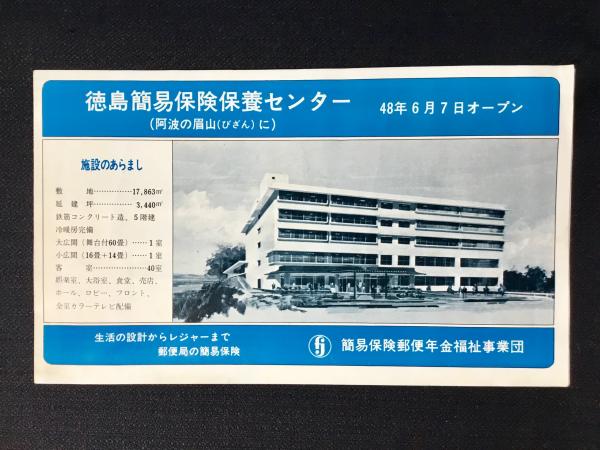 徳島簡易保険保養センター
48年6月7日オープン
(阿波の眉山(びざん)に)
施設のあらまし
敷地……………17,863㎡
延建坪……………3,440㎡
鉄筋コンクリート造、5階建
冷暖房完備
大広間(舞台付60畳)……1室
小広間(16畳+14畳)……1室
客室…………………40室
娯楽室、大浴室、食堂、売店、
ホール、ロビー、フロント、
全室カラーテレビ配備
生活の設計からレジャーまで
郵便局の簡易保険
簡易保険郵便年金福祉事業団